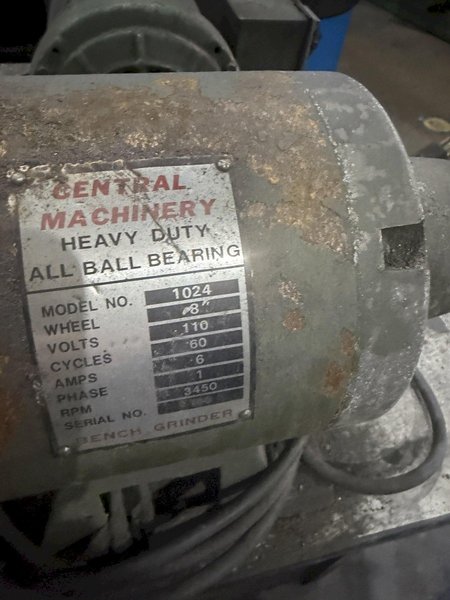 CENTRAL
MACHINERY
HEAVY DUTY
ALL BALL BEARING
MODEL NO. 1024
WHEEL 8"
VOLTS 110
CYCLES 60
AMPS 6
PHASE 1
RPM 3450
SERIAL NO.
BENCH GRINDER